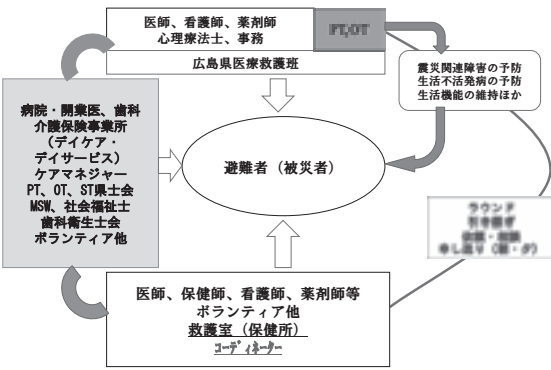 医師、看護師、薬剤師
心理療法士、事務
PT,OT
広島県医療救護班
震災関連障害の予防
生活不活発病の予防
生活機能の維持ほか
病院・開業医、歯科
介護保険事業所
（デイケア・
デイサービス）
ケアマネジャー
PT、OT、ST県士会
MSW、社会福祉士
歯科衛生士会
ボランティア他
避難者（被災者）
ラウンド
申し送り（朝・夕）
医師、保健師、看護師、薬剤師等
ボランティア他
救護室（保健所）
コーディネーター